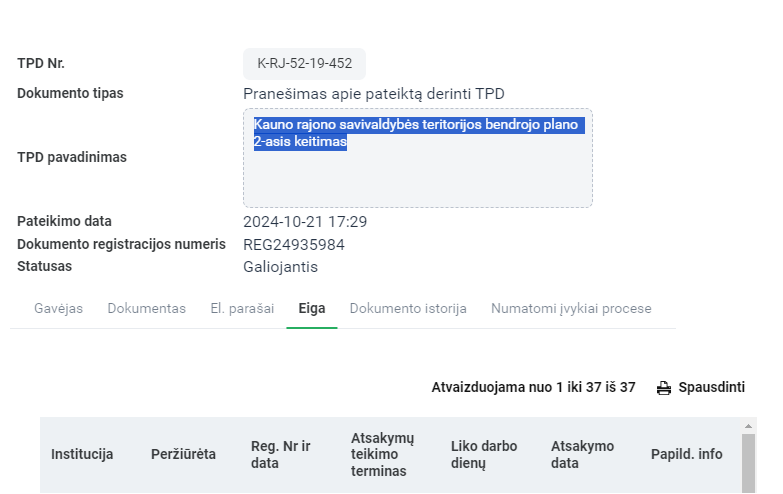 TPD Nr. K-RJ-52-19-452
Dokumento tipas Pranešimas apie pateiktą derinti TPD
TPD pavadinimas Kauno rajono savivaldybės teritorijos bendrojo plano
2-asis keitimas
Pateikimo data 2024-10-21 17:29
Dokumento registracijos numeris REG24935984
Statusas Galiojantis
Gavėjas Dokumentas El. parašai Eiga Dokumento istorija Numatomi įvykiai procese
Atvaizduojama nuo 1 iki 37 iš 37 Spausdinti
Institucija
Peržiūrėta
Reg. Nr ir
data
Atsakymų
teikimo
terminas
Liko darbo
dienų
Atsakymo
data
Papild. info